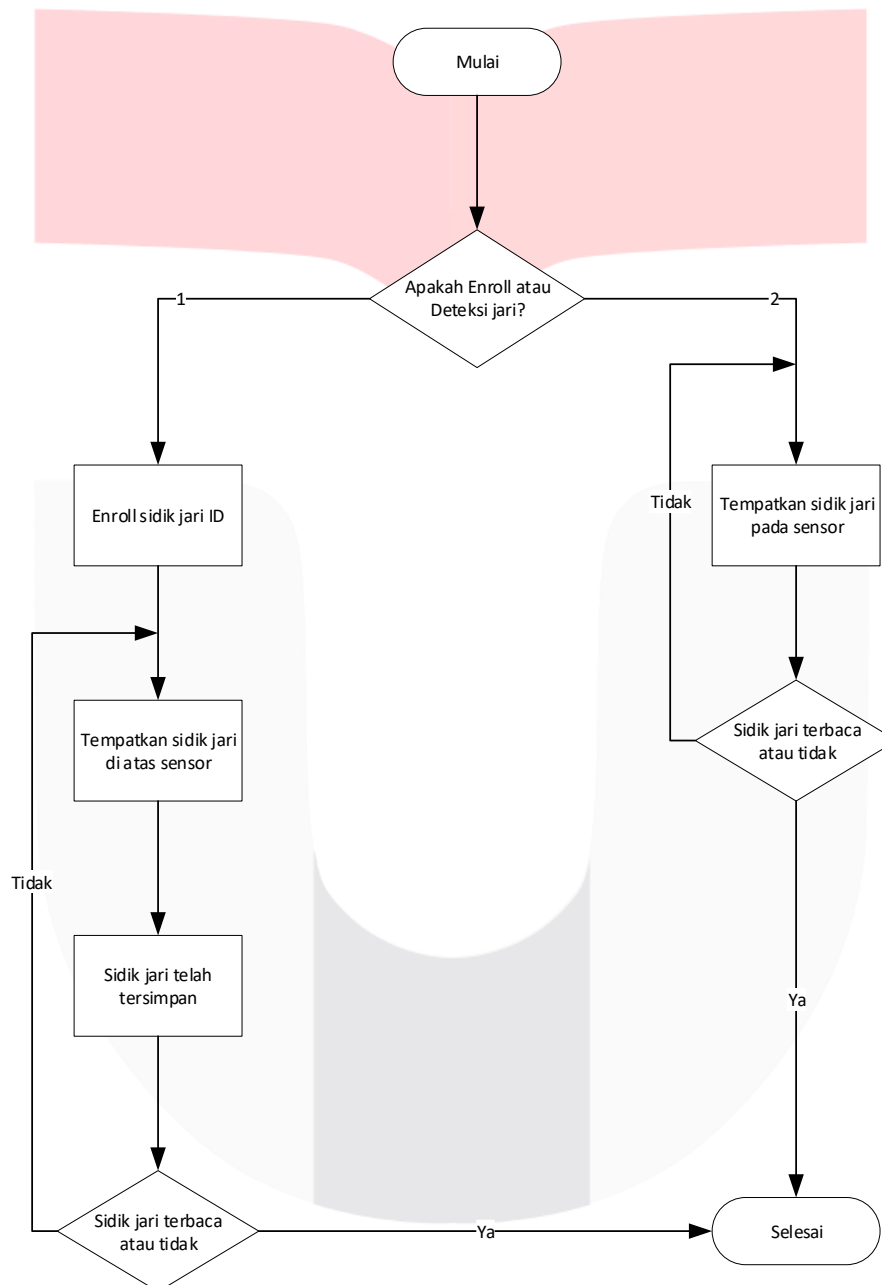 Mulai
Apakah Enroll atau
Deteksi jari?
1
2
Enroll sidik jari ID
Tidak
Tempatkan sidik jari
pada sensor
Tempatkan sidik jari
di atas sensor
Sidik jari terbaca
atau tidak
Tidak
Sidik jari telah
tersimpan
Ya
Sidik jari terbaca
atau tidak
Ya
Selesai